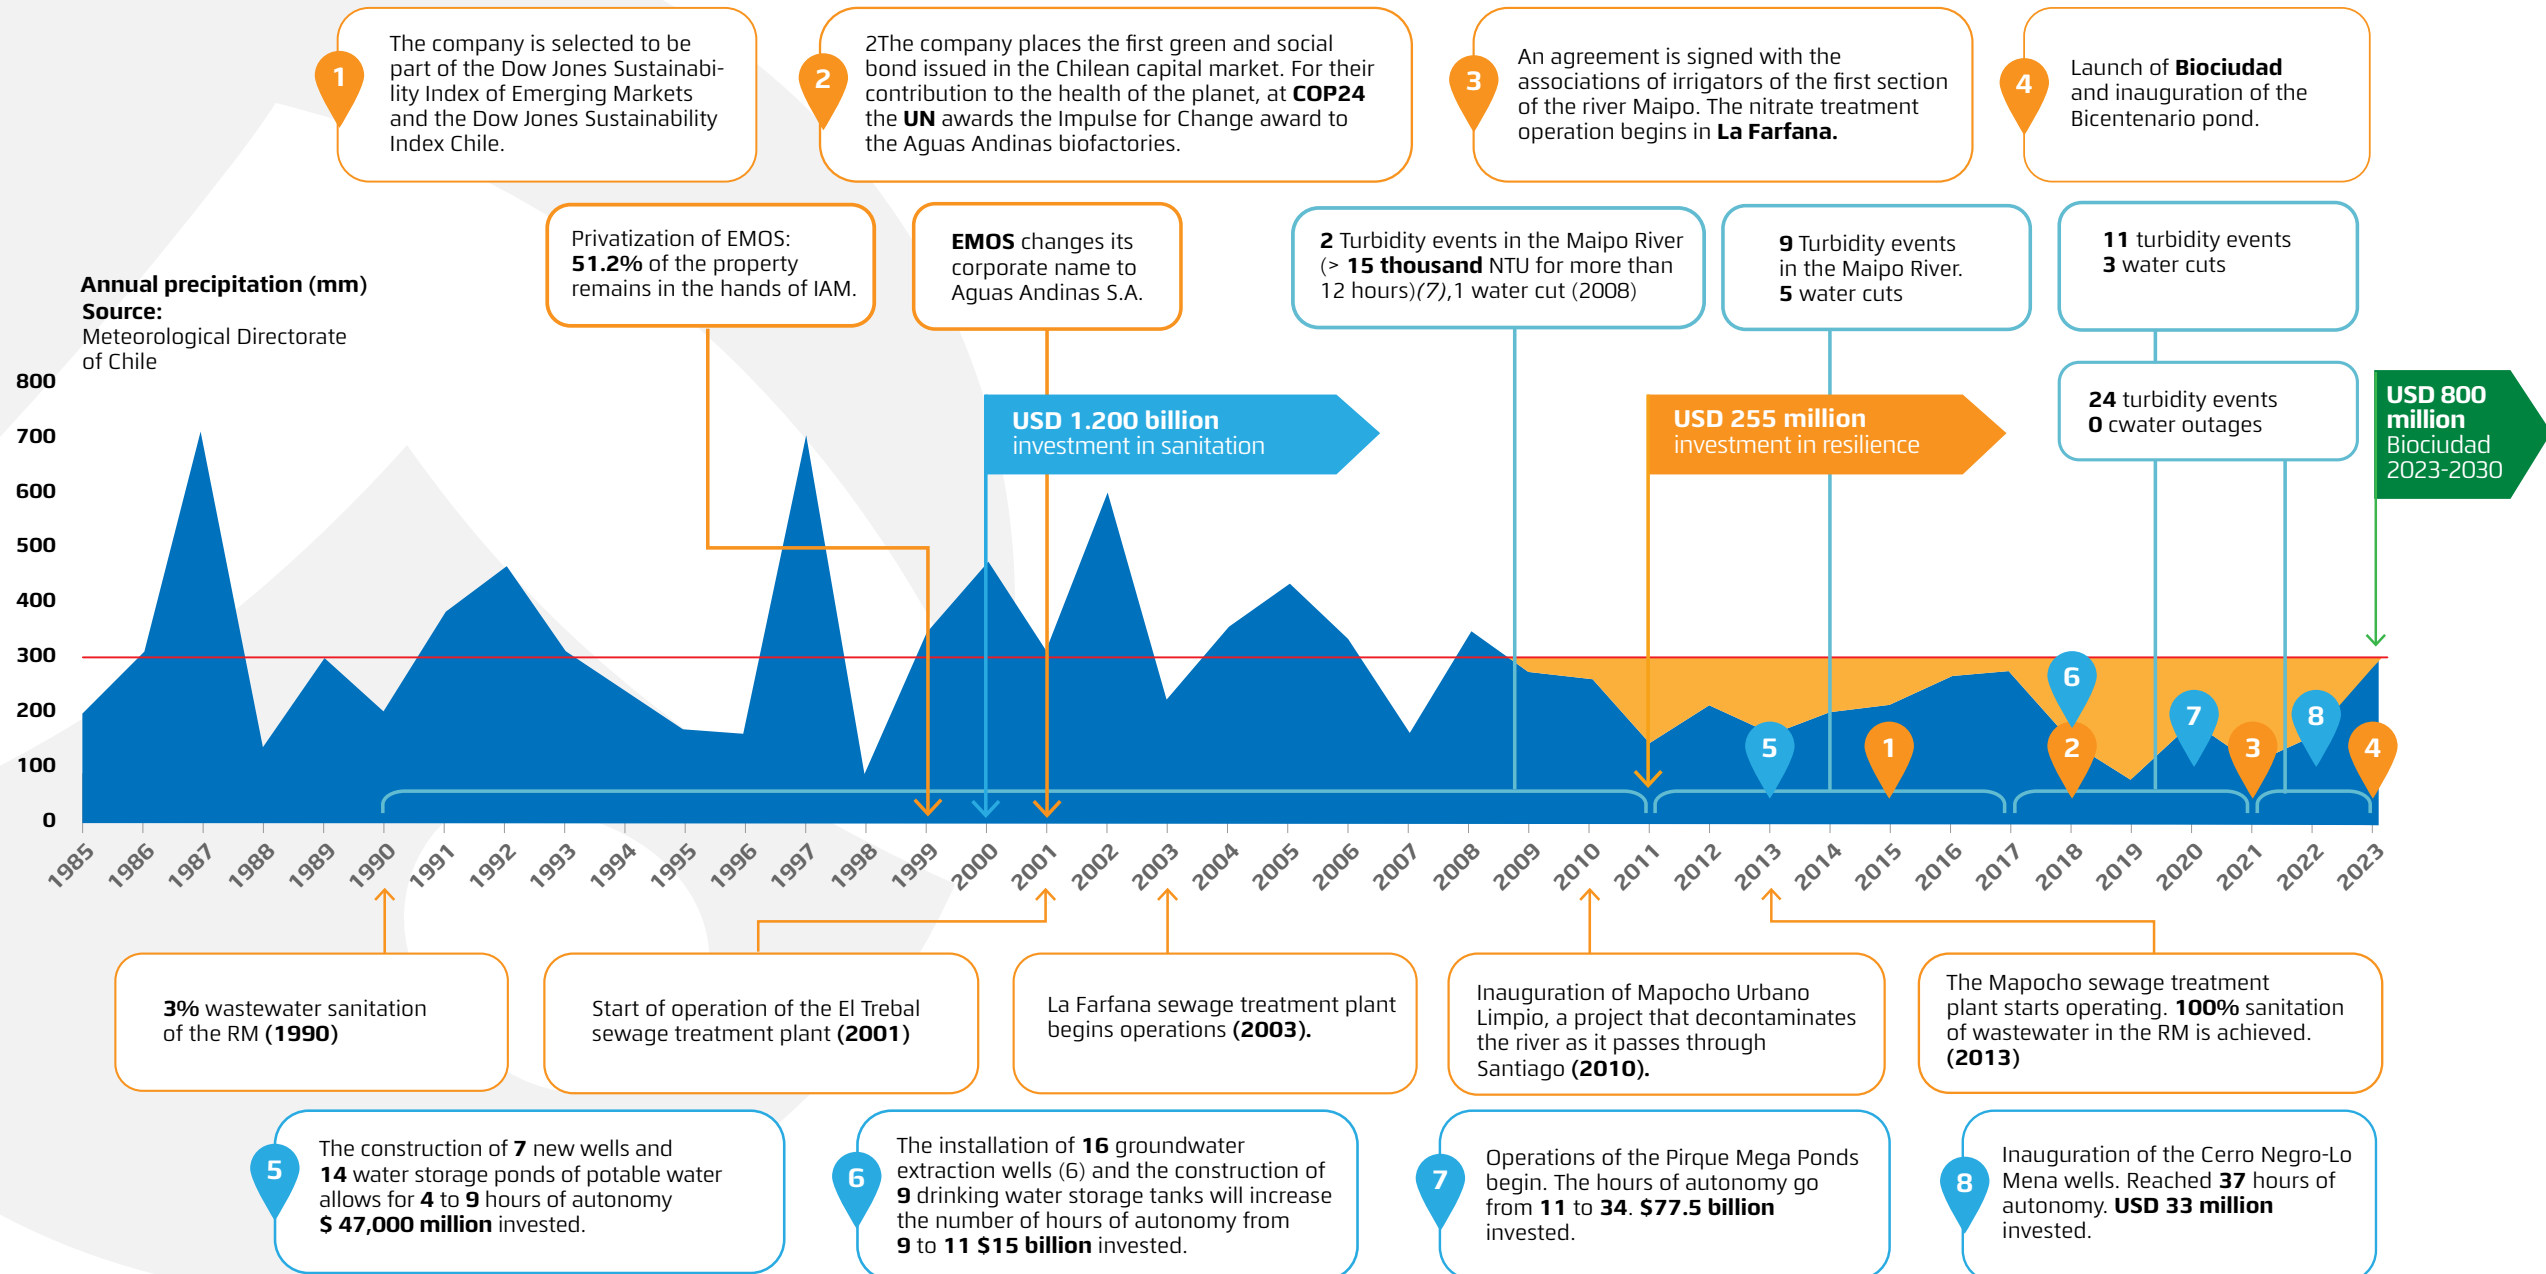 1
The company is selected to be
part of the Dow Jones Sustainabi-
lity Index of Emerging Markets
and the Dow Jones Sustainability
Index Chile.
2
2The company places the first green and social
bond issued in the Chilean capital market. For their
contribution to the health of the planet, at COP24
the UN awards the Impulse for Change award to
the Aguas Andinas biofactories.
3
An agreement is signed with the
associations of irrigators of the first section
of the river Maipo. The nitrate treatment
operation begins in La Farfana.
4
Launch of Biociudad
and inauguration of the
Bicentenario pond.
Privatization of EMOS:
51.2% of the property
remains in the hands of IAM.
EMOS changes its
corporate name to
Aguas Andinas S.A.
2 Turbidity events in the Maipo River
(> 15 thousand NTU for more than
12 hours)(7),1 water cut (2008)
9 Turbidity events
in the Maipo River.
5 water cuts
11 turbidity events
3 water cuts
24 turbidity events
0 cwater outages
Annual precipitation (mm)
Source:
Meteorological Directorate
of Chile
USD 1.200 billion
investment in sanitation
USD 255 million
investment in resilience
USD 800
million
Biociudad
2023-2030
800
700
600
500
400
300
200
100
0
5
1
6
2
7
3
8
4
1985
1986
1987
1988
1989
1990
1991
1992
1993
1994
1995
1996
1997
1998
1999
2000
2001
2002
2003
2004
2005
2006
2007
2008
2009
2010
2011
2012
2013
2014
2015
2016
2017
2018
2019
2020
2021
2022
2023
3% wastewater sanitation
of the RM (1990)
Start of operation of the El Trebal
sewage treatment plant (2001)
La Farfana sewage treatment plant
begins operations (2003).
Inauguration of Mapocho Urbano
Limpio, a project that decontaminates
the river as it passes through
Santiago (2010).
The Mapocho sewage treatment
plant starts operating. 100% sanitation
of wastewater in the RM is achieved.
(2013)
5
The construction of 7 new wells and
14 water storage ponds of potable water
allows for 4 to 9 hours of autonomy
$ 47,000 million invested.
6
The installation of 16 groundwater
extraction wells (6) and the construction of
9 drinking water storage tanks will increase
the number of hours of autonomy from
9 to 11 $15 billion invested.
7
Operations of the Pirque Mega Ponds
begin. The hours of autonomy go
from 11 to 34. $77.5 billion
invested.
8
Inauguration of the Cerro Negro-Lo
Mena wells. Reached 37 hours of
autonomy. USD 33 million
invested.